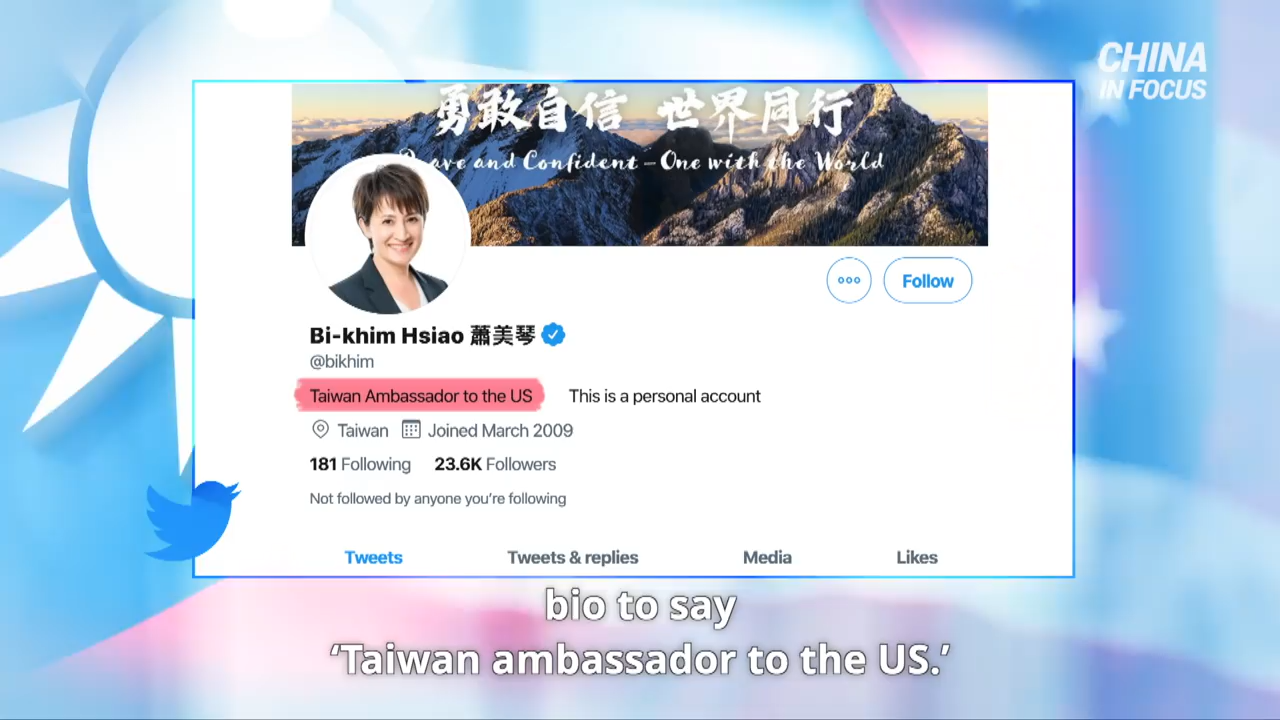 CHINA
IN FOCUS
勇敢自信 世界同行
ave and Confident – One with the World
Bi-khim Hsiao 蕭美琴
@bikhim
Taiwan Ambassador to the US This is a personal account
Taiwan Joined March 2009
181 Following 23.6K Followers
Not followed by anyone you're following
Tweets Tweets & replies Media Likes
bio to say
‘Taiwan ambassador to the US.’